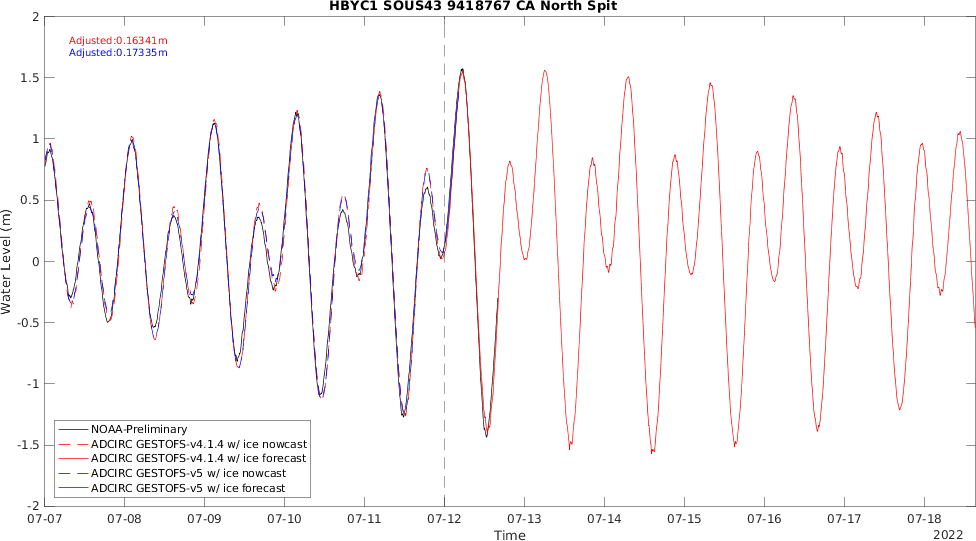 HBYC1 SOUS43 9418767 CA North Spit
Adjusted:0.16341m
Adjusted:0.17335m
2
1.5
1
0.5
0
-0.5
-1
-1.5
-2
Water Level (m)
NOAA-Preliminary
ADCIRC GESTOFS-v4.1.4 w/ ice nowcast
ADCIRC GESTOFS-v4.1.4 w/ ice forecast
ADCIRC GESTOFS-v5 w/ ice nowcast
ADCIRC GESTOFS-v5 w/ ice forecast
07-07 07-08 07-09 07-10 07-11 07-12 07-13 07-14 07-15 07-16 07-17 07-18
Time
2022